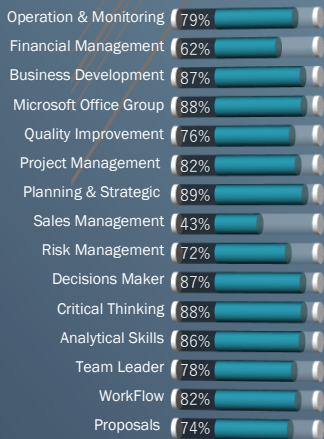 Operation & Monitoring 79%
Financial Management 62%
Business Development 87%
Microsoft Office Group 88%
Quality Improvement 76%
Project Management 82%
Planning & Strategic 89%
Sales Management 43%
Risk Management 72%
Decisions Maker 87%
Critical Thinking 88%
Analytical Skills 86%
Team Leader 78%
WorkFlow 82%
Proposals 74%